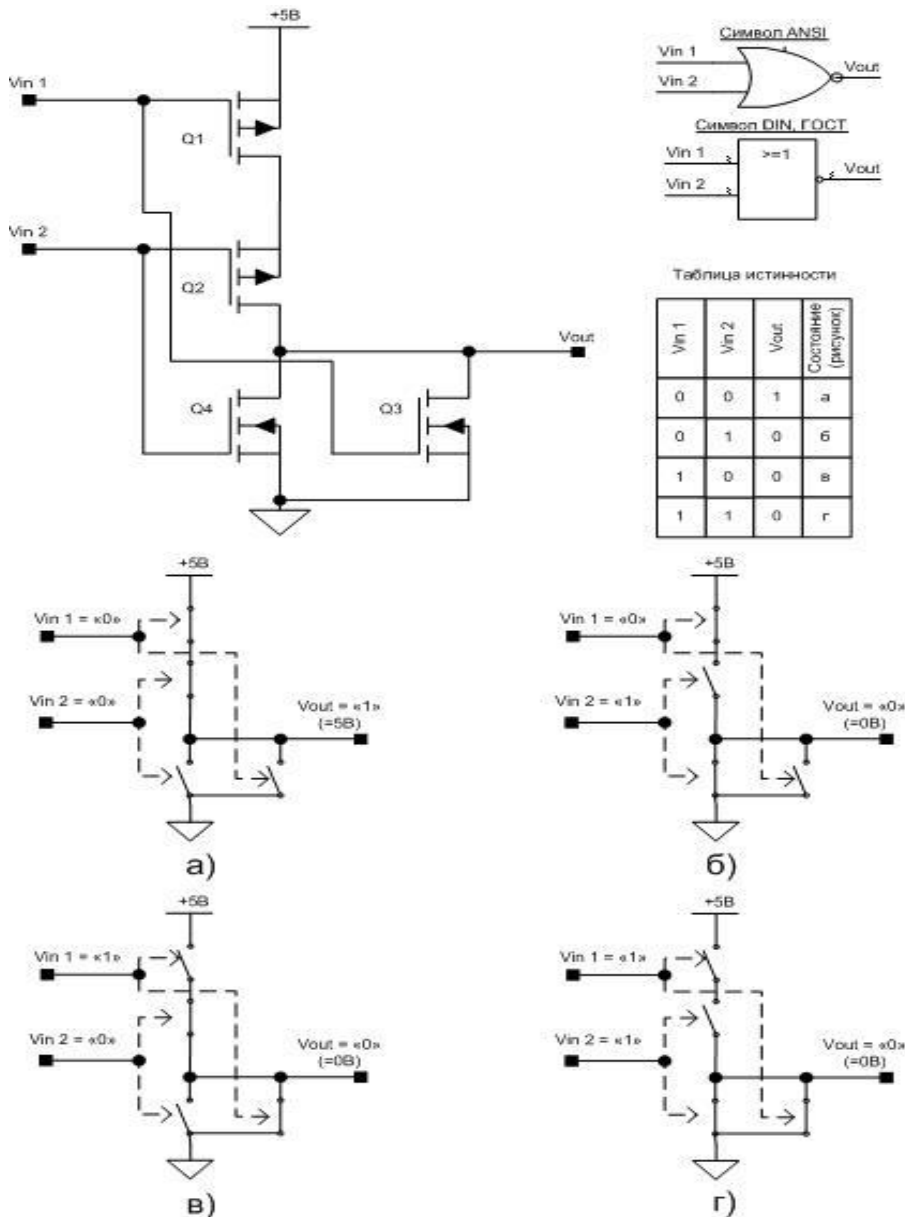 +5В
Vin 1
Q1
Vin 2
Q2
Vout
Q4
Q3
Символ ANSI
Vin 1
Vin 2
Vout
Символ DIN, ГОСТ
Vin 1
Vin 2
>=1
Vout
Таблица истинности
Vin 1 Vin 2 Vout Состояние (рисунок)
0 0 1 а
0 1 0 б
1 0 0 в
1 1 0 г
+5В
Vin 1 = «0»
Vin 2 = «0»
Vout = «1»
(=5В)
а)
+5В
Vin 1 = «0»
Vin 2 = «1»
Vout = «0»
(=0В)
б)
+5В
Vin 1 = «1»
Vin 2 = «0»
Vout = «0»
(=0В)
в)
+5В
Vin 1 = «1»
Vin 2 = «1»
Vout = «0»
(=0В)
г)